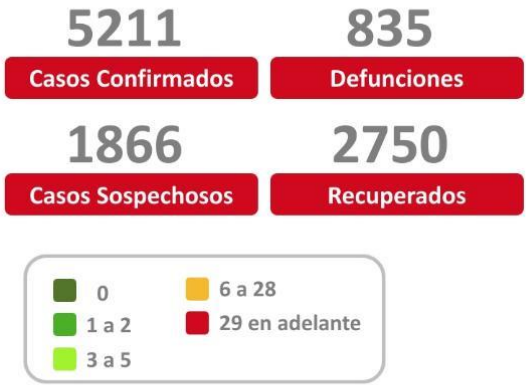 5211
835
Casos Confirmados
Defunciones
1866
2750
Casos Sospechosos
Recuperados
0
6 a 28
1 a 2
29 en adelante
3 a 5